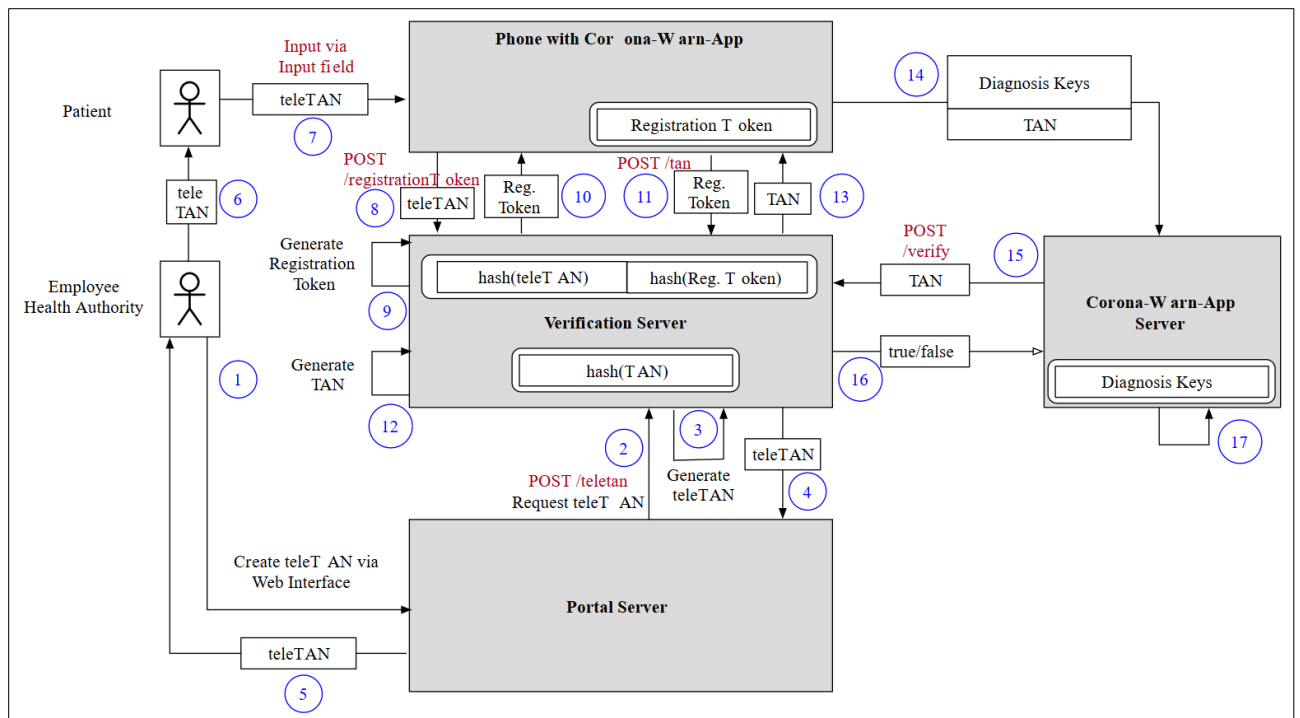 Phone with Cor ona-W arn-App
Input via
Input field
Patient
teleTAN
7
Registration T oken
14
Diagnosis Keys
TAN
tele
TAN
6
POST
/registrationT oken
8
teleTAN
Reg.
Token
10
POST /tan
11
Reg.
Token
TAN
13
Generate
Registration
Token
9
hash(teleT AN)
hash(Reg. T oken)
Verification Server
POST
/verify
TAN
15
Employee
Health Authority
Corona-W arn-App
Server
1
Generate
TAN
12
hash(TAN)
true/false
16
Diagnosis Keys
17
2
3
POST /teletan
Request teleT AN
Generate
teleTAN
teleTAN
4
Create teleT AN via
Web Interface
Portal Server
teleTAN
5